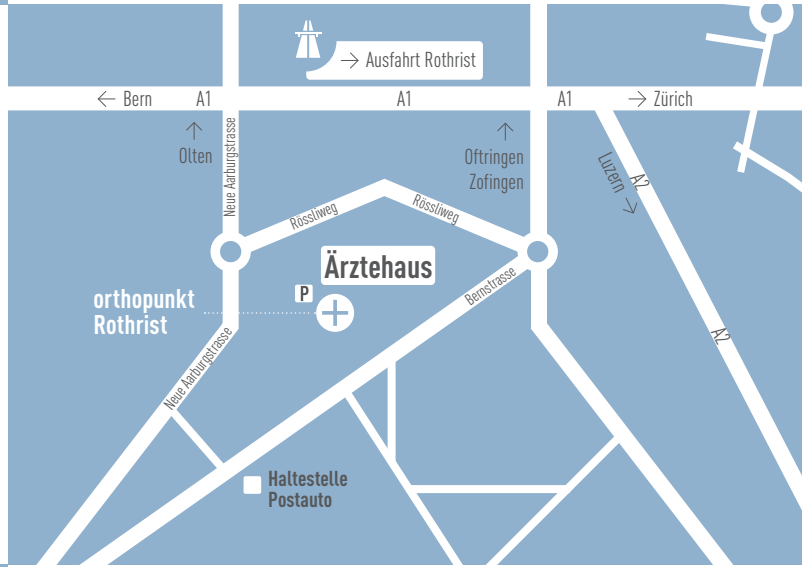 → Ausfahrt Rothrist
← Bern
A1
A1
A1
→ Zürich
Olten
Neue Aarburgstrasse
Oftringen
Zofingen
Luzern →
A2
Rössliweg
Rössliweg
Ärztehaus
P
Bernstrasse
orthopunkt
Rothrist
Neue Aarburgstrasse
A2
Haltestelle
Postauto